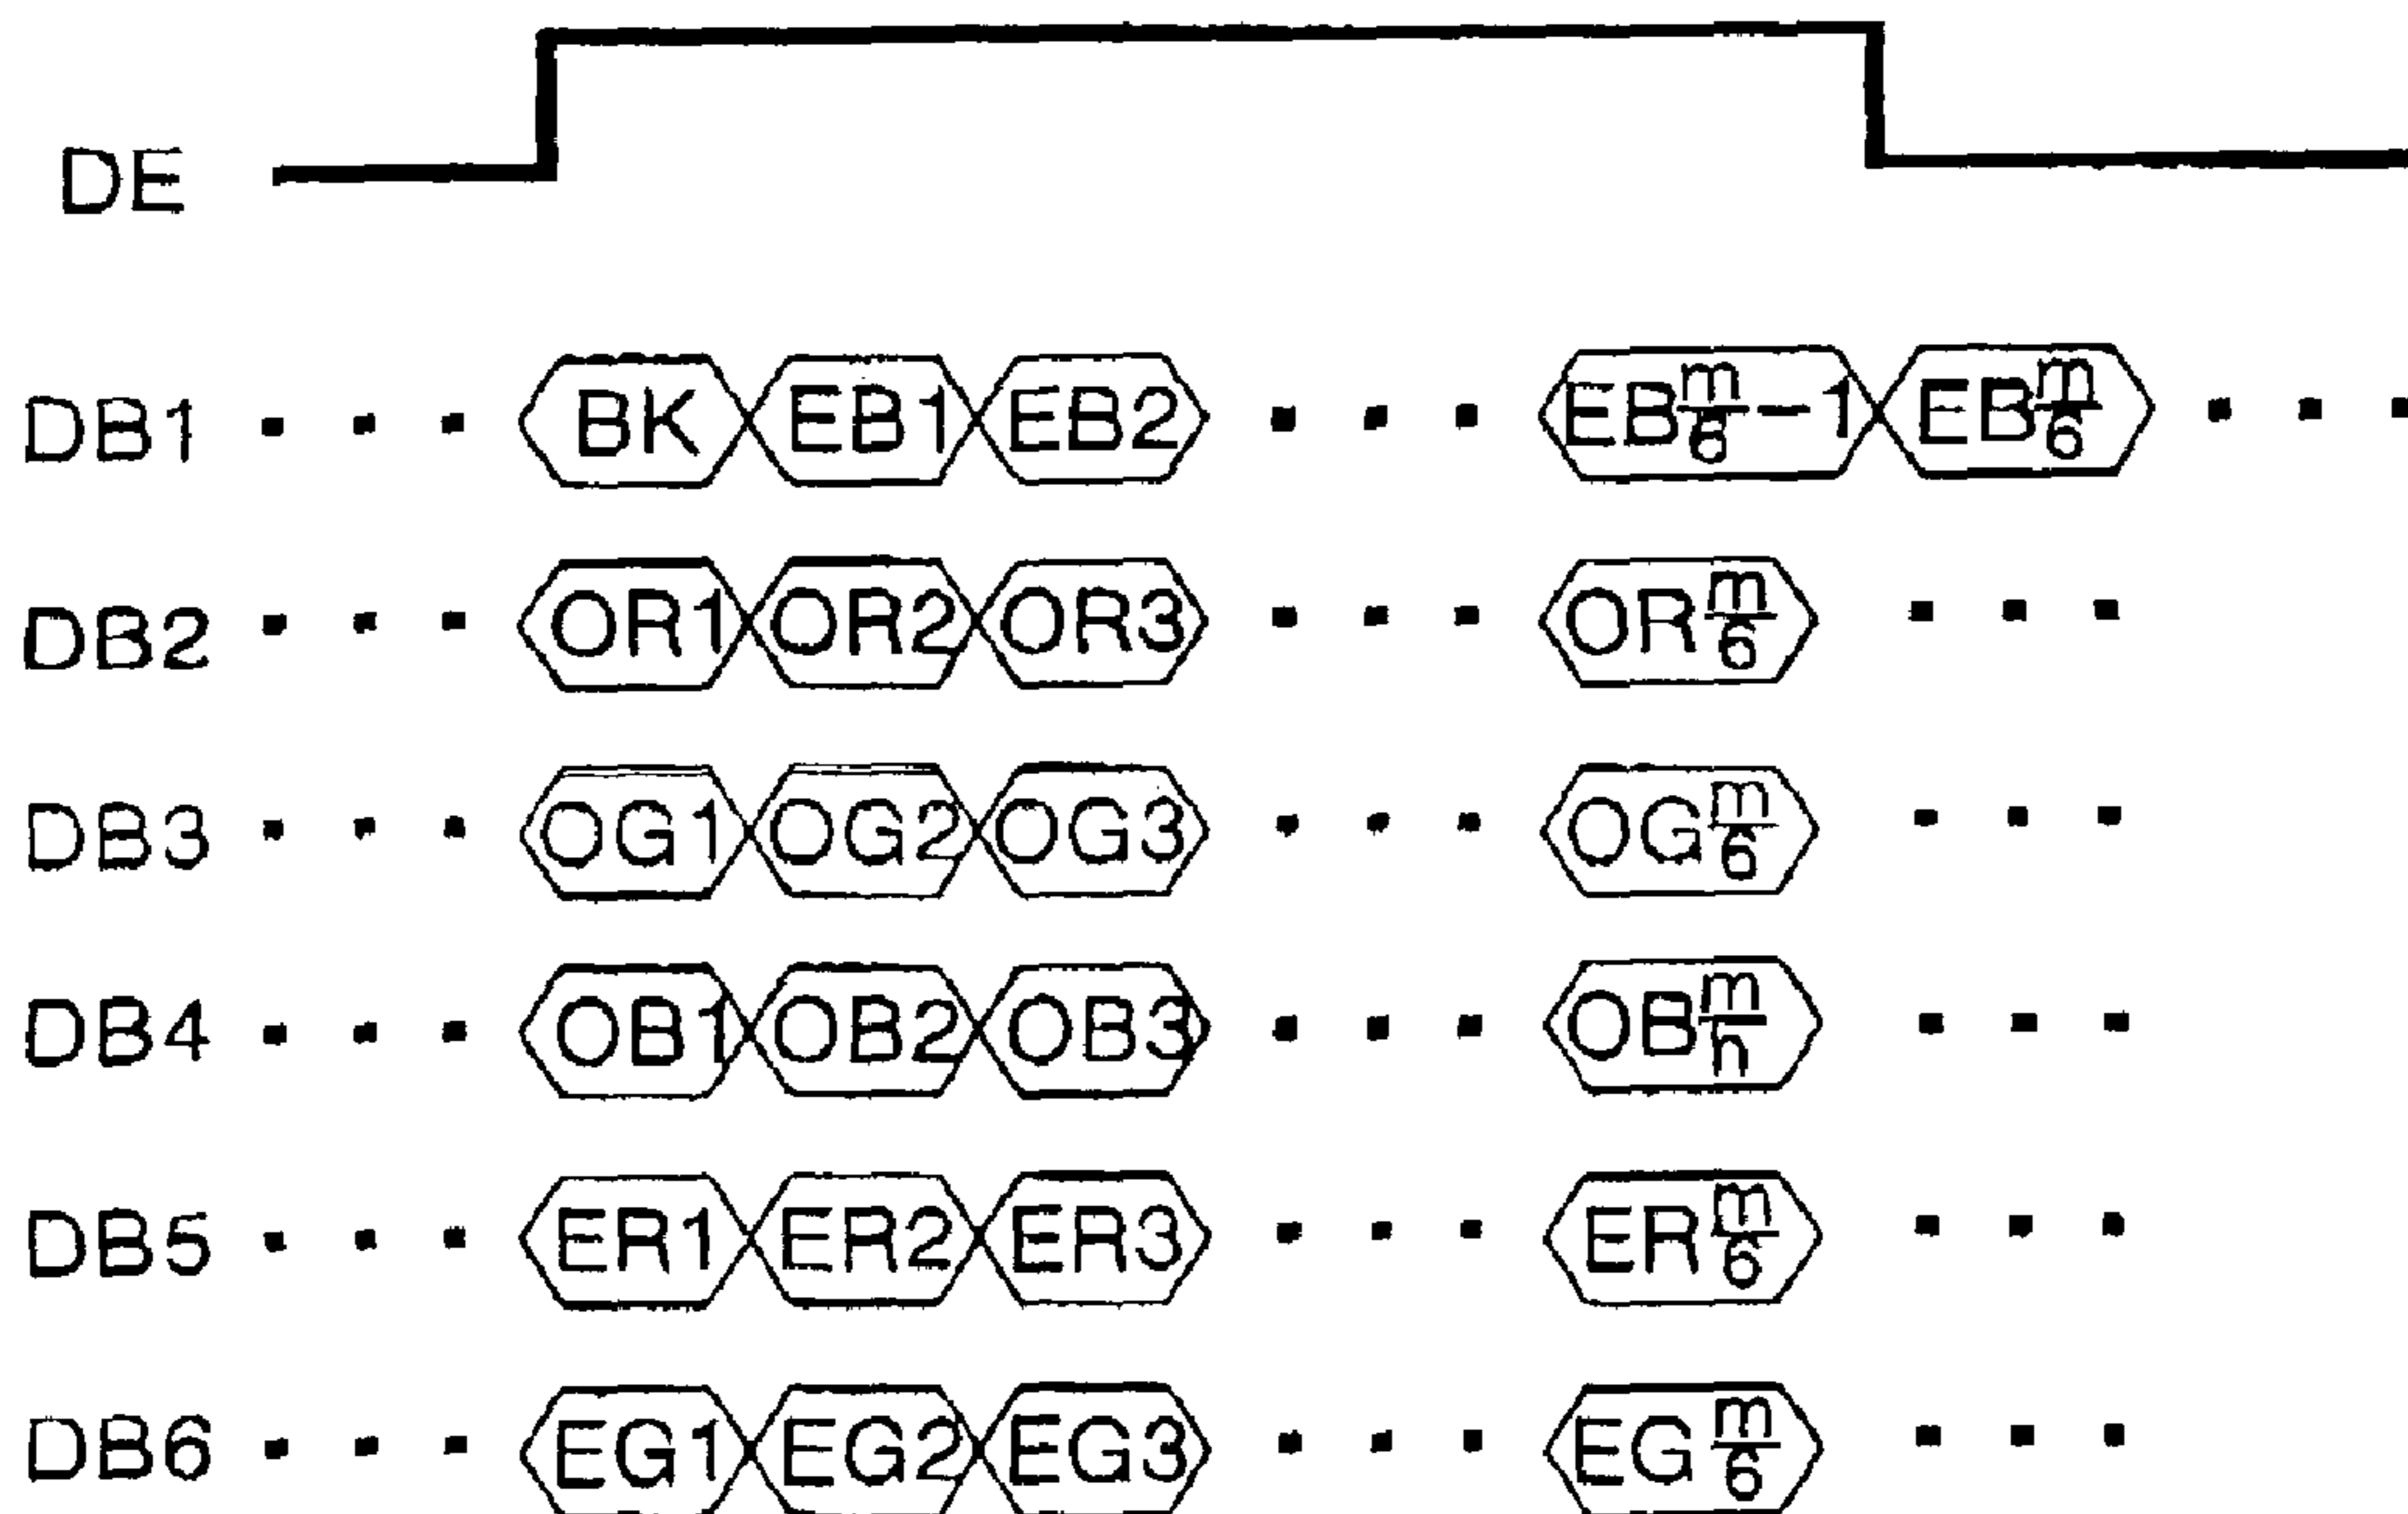 DE
DB1 BK EB1 EB2 EBm/6-1 EBm/6
DB2 OR1 OR2 OR3 ORm/6
DB3 OG1 OG2 OG3 OGm/6
DB4 OB1 OB2 OB3 OBm/n
DB5 ER1 ER2 ER3 ERm/6
DB6 EG1 EG2 EG3 EGm/6